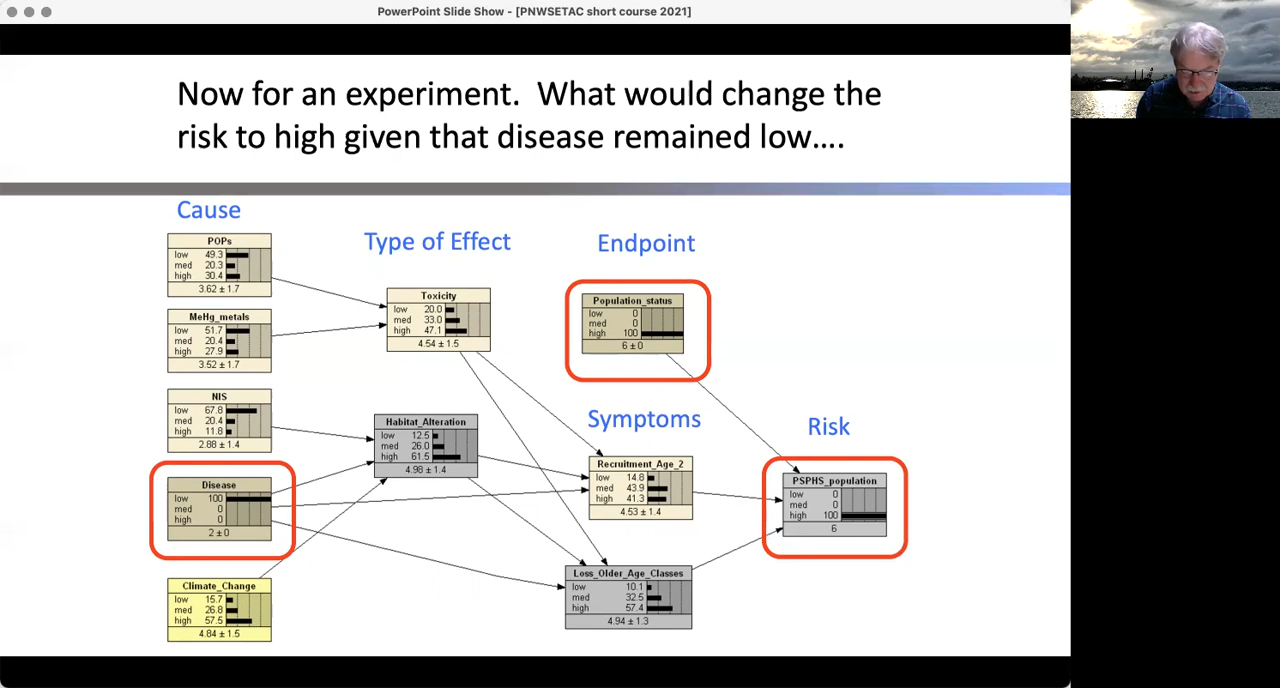 PowerPoint Slide Show - [PNWSETAC short course 2021]
Now for an experiment.  What would change the
risk to high given that disease remained low….
Cause
POPs
low 49.3
med 20.3
high 30.4
3.62 ± 1.7
MeHg_metals
low 51.7
med 20.4
high 27.9
3.52 ± 1.7
NIS
low 67.8
med 20.4
high 11.8
2.88 ± 1.4
Disease
low 100
med 0
high 0
2 ± 0
Climate_Change
low 15.7
med 26.8
high 57.5
4.84 ± 1.5
Type of Effect
Toxicity
low 20.0
med 33.0
high 47.1
4.54 ± 1.5
Habitat_Alteration
low 12.5
med 26.0
high 61.5
4.98 ± 1.4
Endpoint
Population_status
low 0
med 0
high 100
6 ± 0
Symptoms
Recruitment_Age_2
low 14.8
med 43.9
high 41.3
4.53 ± 1.4
Loss_Older_Age_Classes
low 10.1
med 32.5
high 57.4
4.94 ± 1.3
Risk
PSPHS_population
low 0
med 0
high 100
6